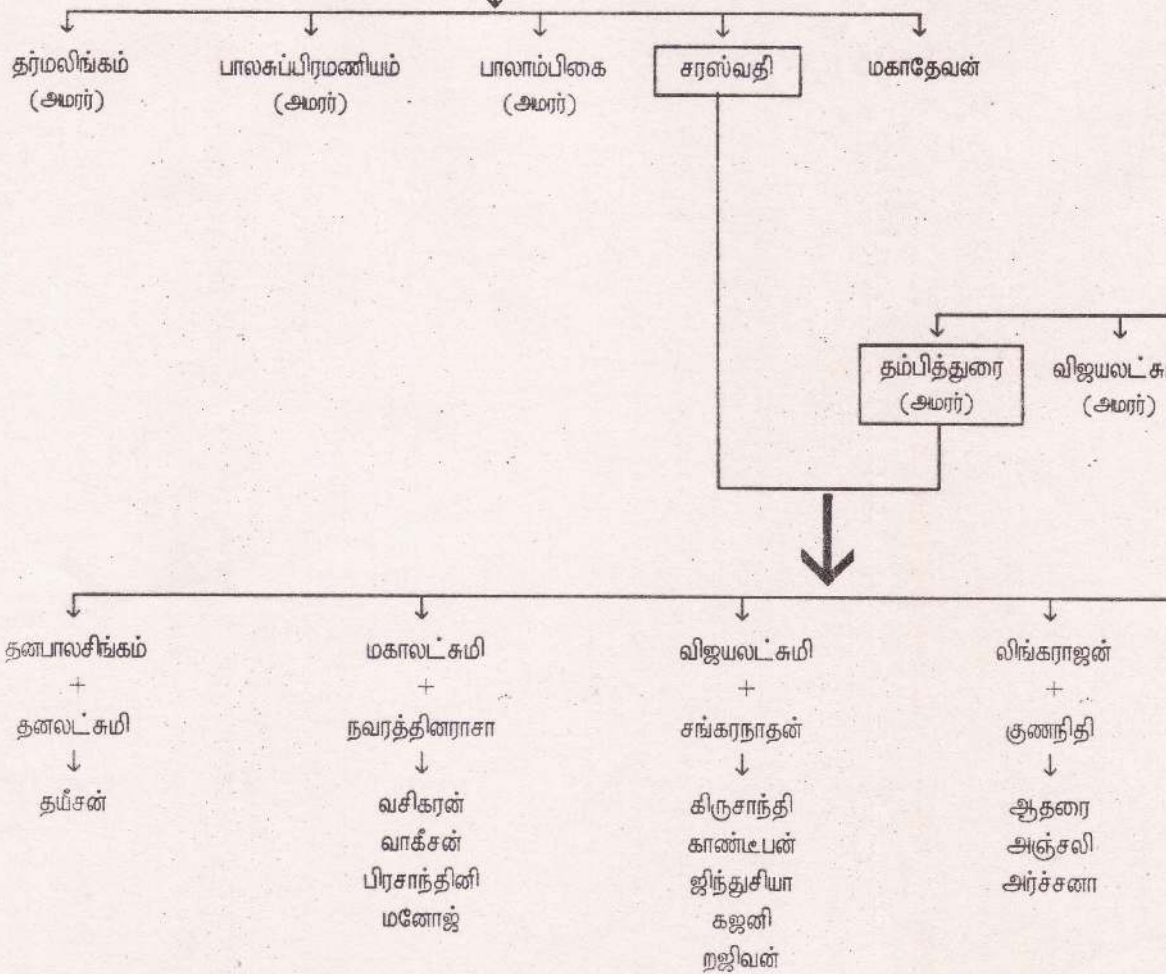 தர்மலிங்கம் பாலசுப்பிரமணியம் பாலாம்பிகை சரஸ்வதி மகாதேவன்
(அமரர்) (அமரர்) (அமரர்)
தம்பித்துரை விஜயலட்சு
(அமரர்) (அமரர்)
தனபாலசிங்கம் மகாலட்சுமி விஜயலட்சுமி லிங்கராஜன்
+ + + +
தனலட்சுமி நவரத்தினராசா சங்கரநாதன் குணநிதி
தயீசன் வசிகரன் கிருசாந்தி ஆதரை
வாகீசன் காண்டீபன் அஞ்சலி
பிரசாந்தினி ஜிந்துசியா அர்ச்சனா
மனோஜ் கஜனி
றஜிவன்